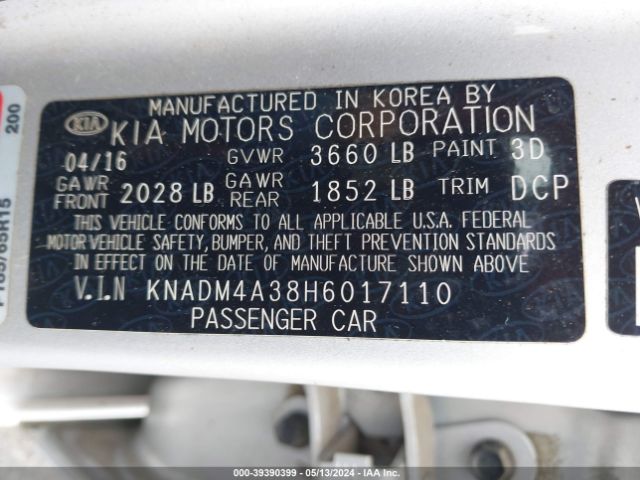 MANUFACTURED IN KOREA BY
KIA KIA MOTORS CORPORATION
04/16 GVWR 3660 LB PAINT 3D
GAWR FRONT 2028 LB GAWR REAR 1852 LB TRIM DCP
THIS VEHICLE CONFORMS TO ALL APPLICABLE U.S.A. FEDERAL
MOTOR VEHICLE SAFETY, BUMPER, AND THEFT PREVENTION STANDARDS
IN EFFECT ON THE DATE OF MANUFACTURE SHOWN ABOVE
V.I.N KNADM4A38H6017110
PASSENGER CAR
200
000-39390399 - 05/13/2024 - IAA Inc.